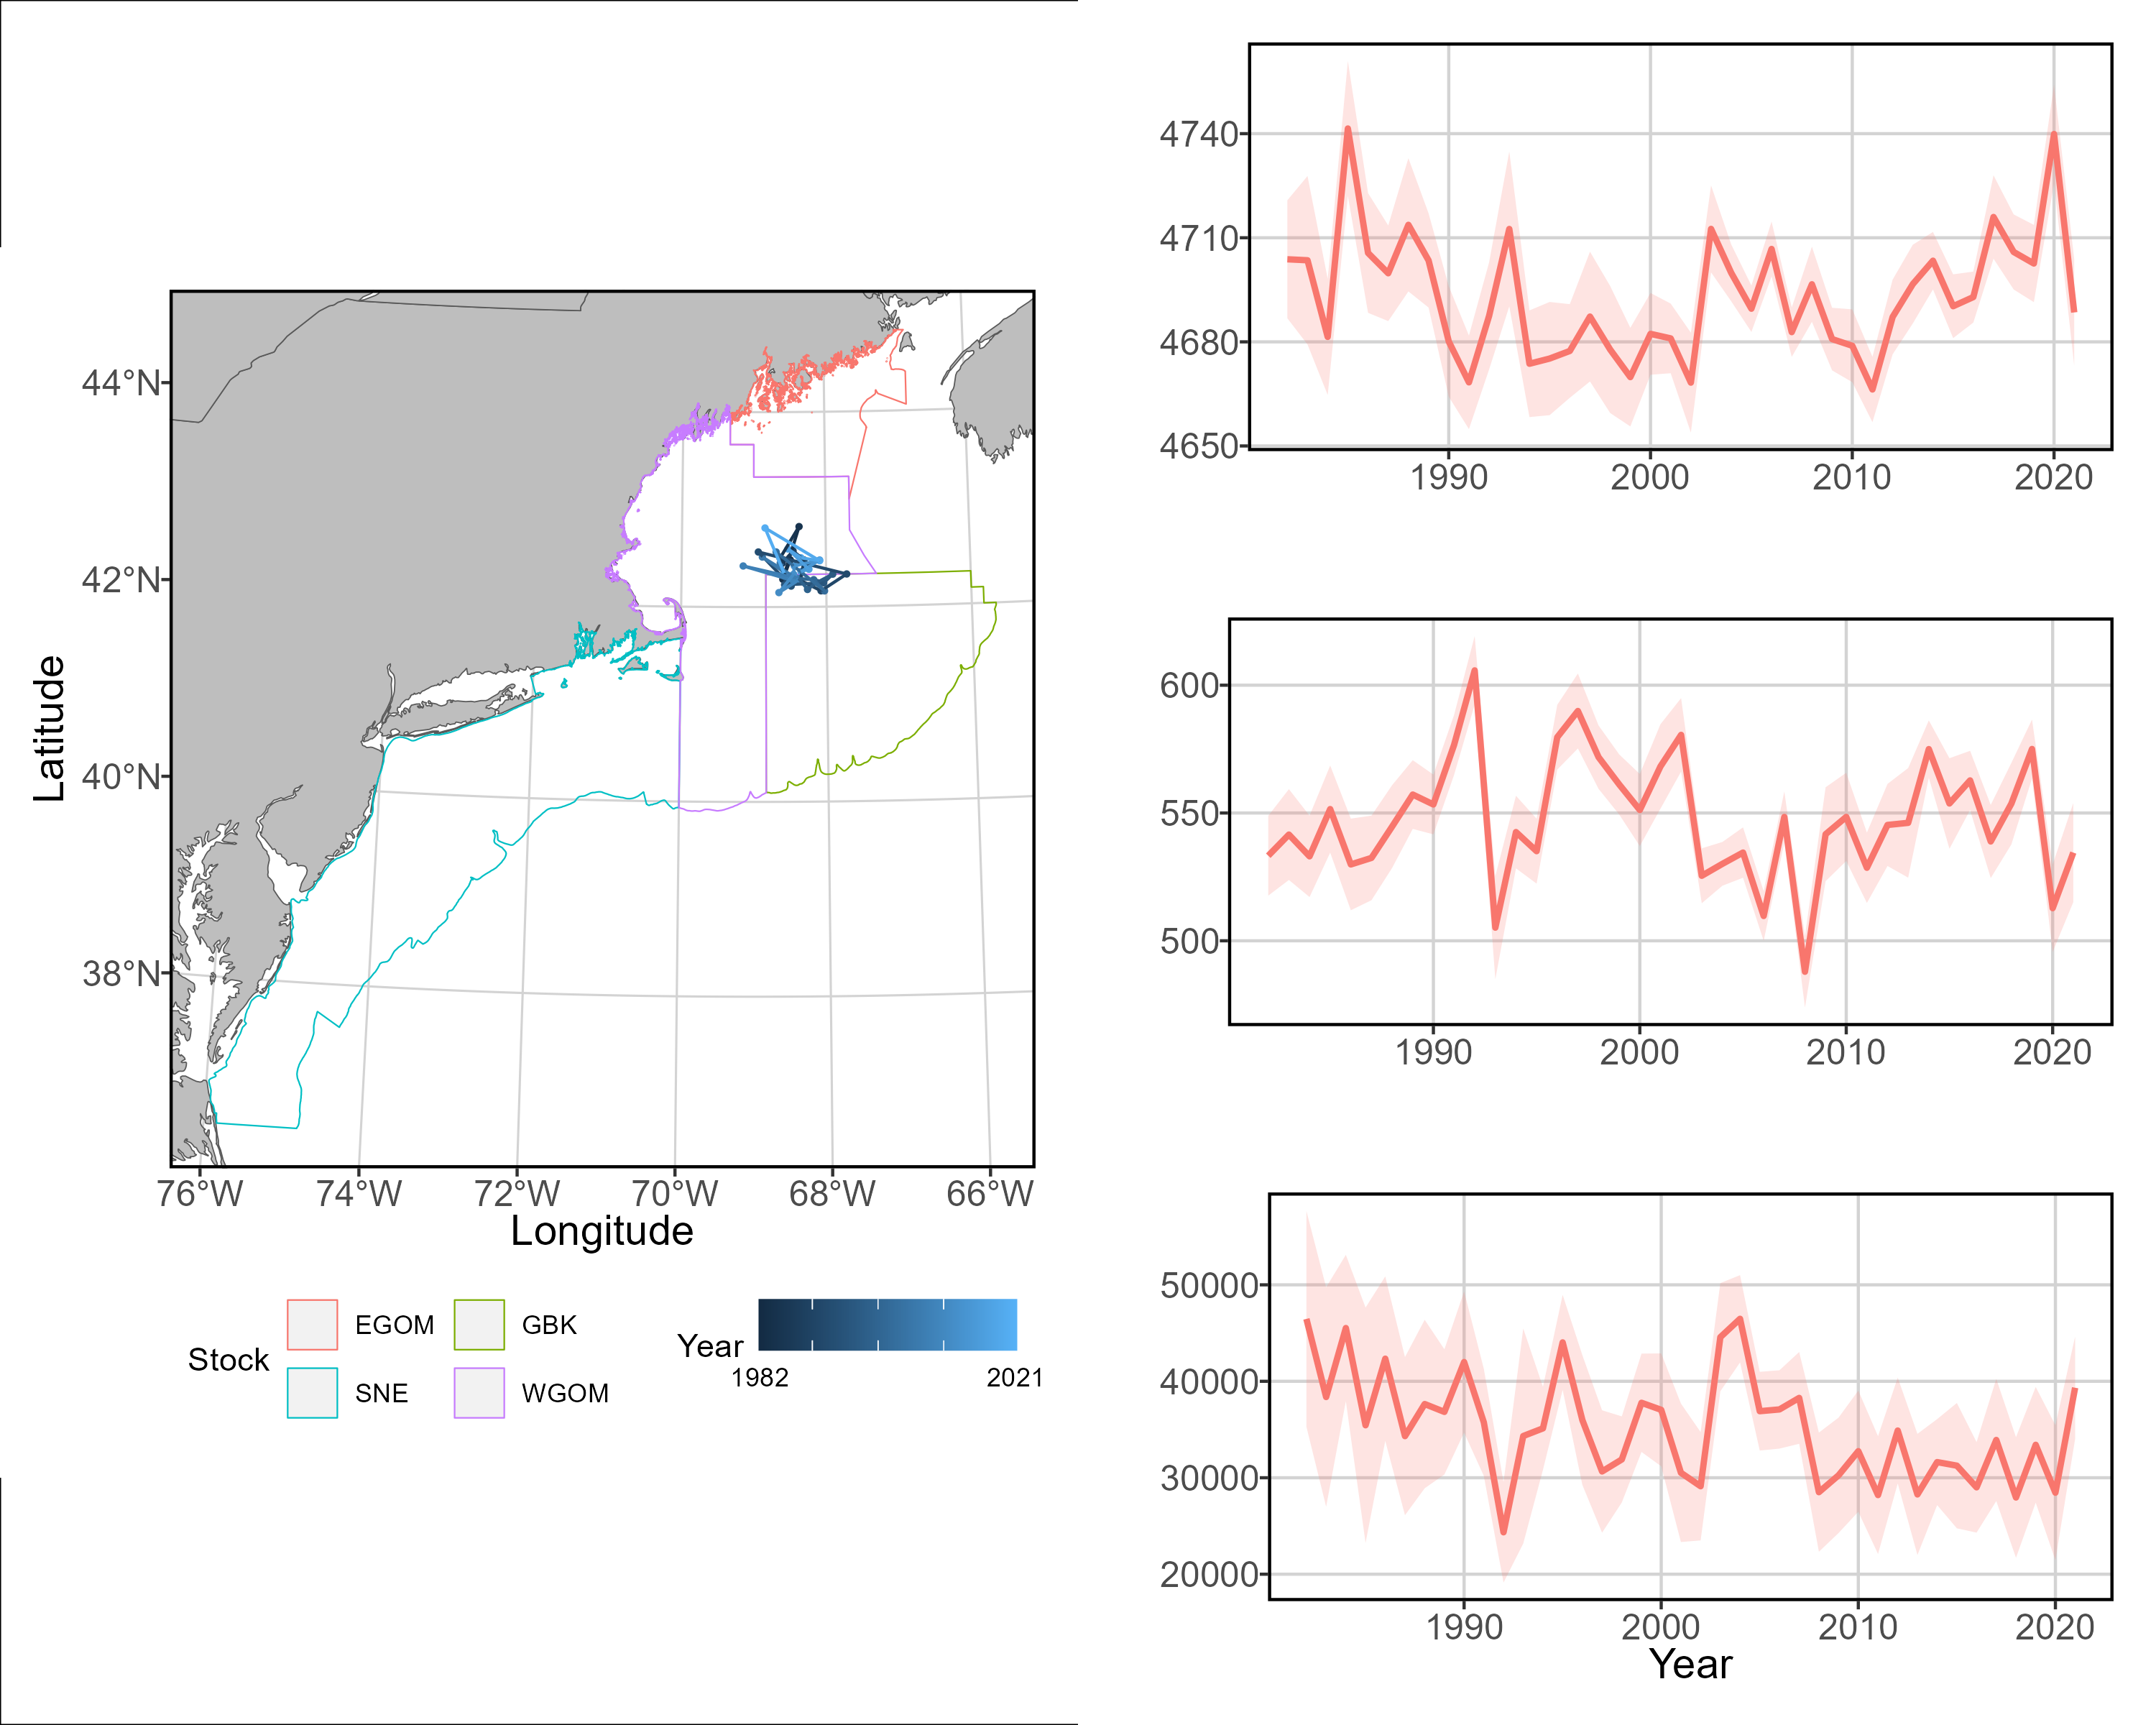 44°N
42°N
40°N
38°N
Latitude
76°W 74°W 72°W 70°W 68°W 66°W
Longitude
Stock
EGOM GBK
SNE WGOM
Year
1982 2021
4740
4710
4680
4650
1990 2000 2010 2020
600
550
500
1990 2000 2010 2020
50000
40000
30000
20000
1990 2000 2010 2020
Year